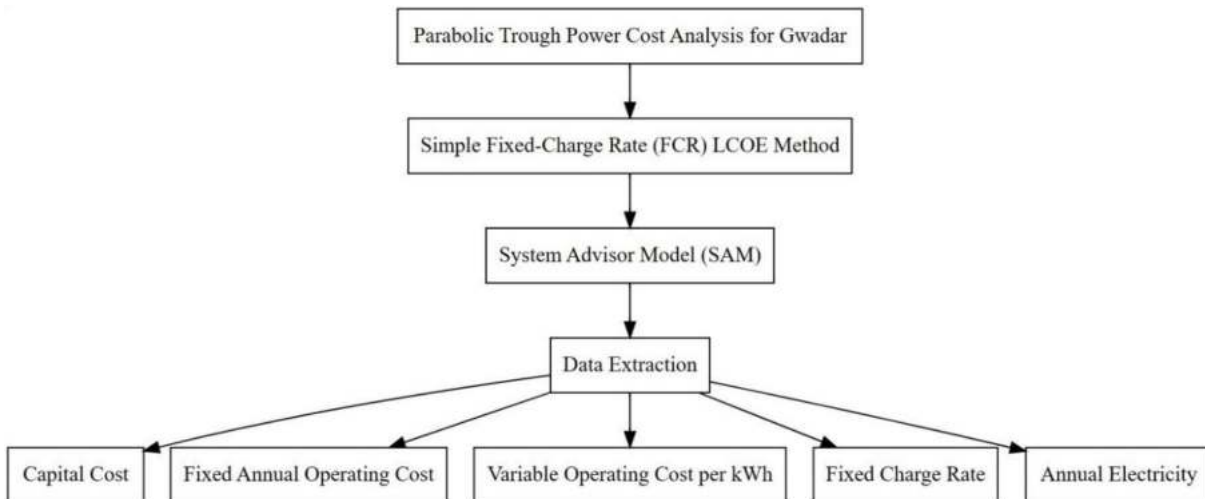 Parabolic Trough Power Cost Analysis for Gwadar
Simple Fixed-Charge Rate (FCR) LCOE Method
System Advisor Model (SAM)
Data Extraction
Capital Cost
Fixed Annual Operating Cost
Variable Operating Cost per kWh
Fixed Charge Rate
Annual Electricity